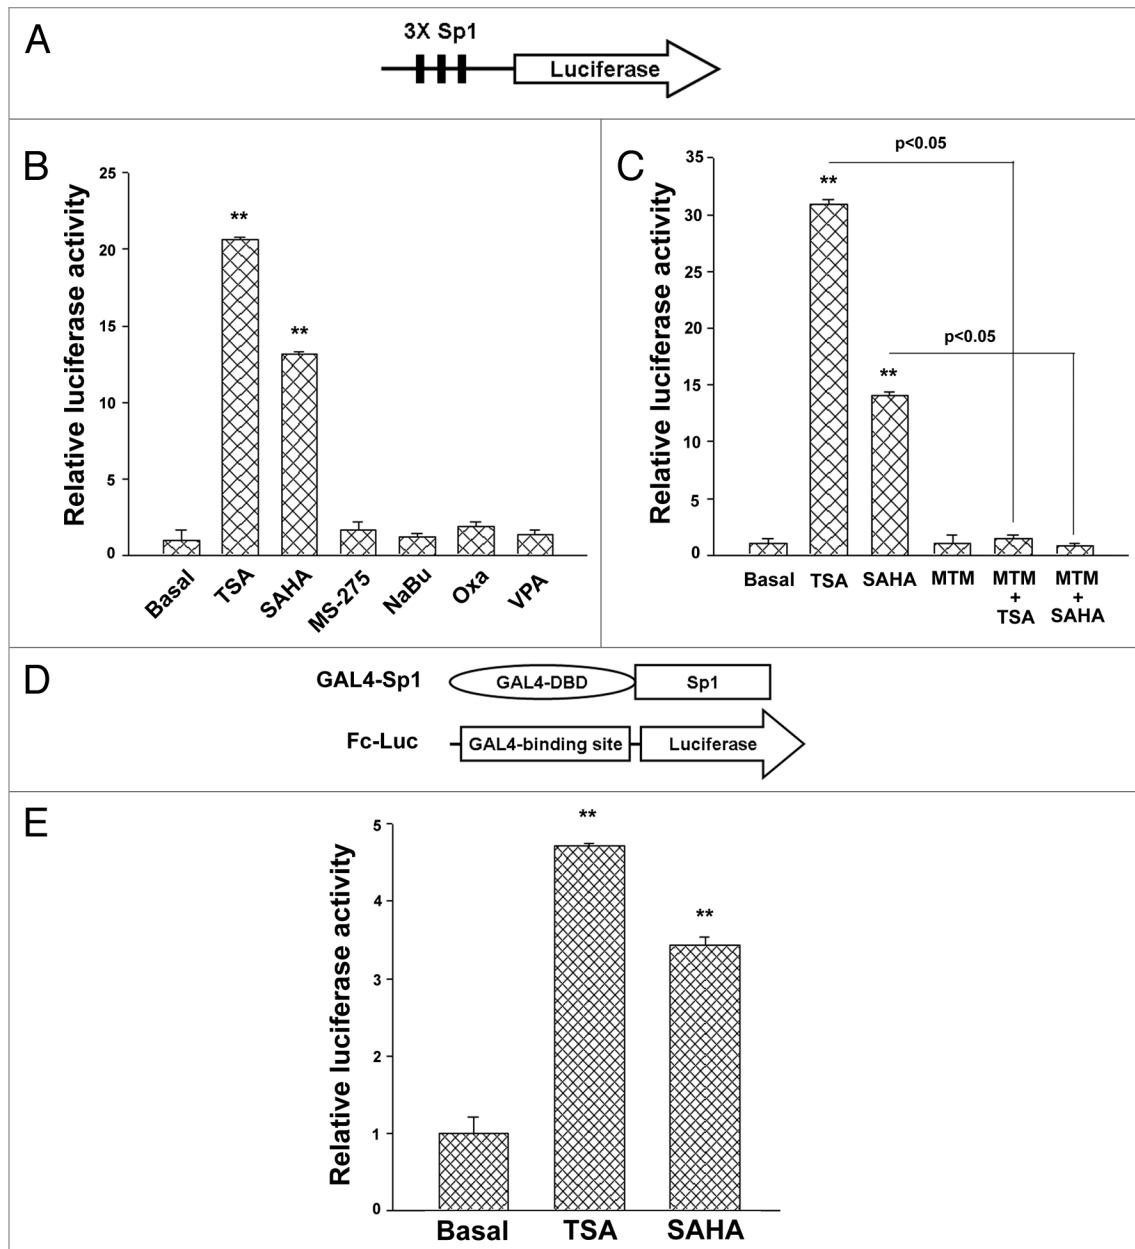 A
3X Sp1
Luciferase
B
Relative luciferase activity
25
20
15
10
5
0
**
**
Basal
TSA
SAHA
MS-275
NaBu
Oxa
VPA
C
Relative luciferase activity
35
30
25
20
15
10
5
0
p<0.05
**
p<0.05
**
Basal
TSA
SAHA
MTM
MTM
+
TSA
MTM
+
SAHA
D
GAL4-Sp1
GAL4-DBD
Sp1
Fc-Luc
GAL4-binding site
Luciferase
E
Relative luciferase activity
5
4
3
2
1
0
**
**
Basal
TSA
SAHA